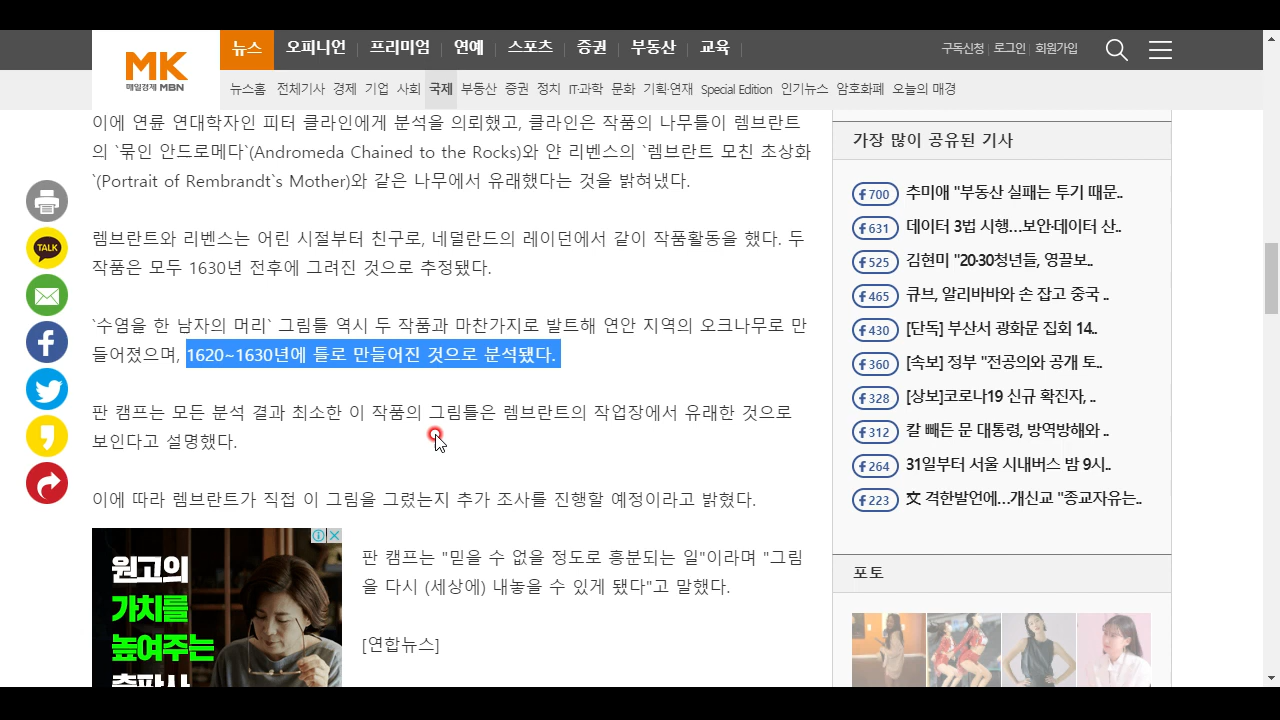 MK
매일경제 MBN
뉴스 오피니언 프리미엄 연예 스포츠 증권 부동산 교육
구독신청 로그인 회원가입
뉴스홈 전체기사 경제 기업 사회 국제 부동산 증권 정치 IT·과학 문화 기획·연재 Special Edition 인기뉴스 암호화폐 오늘의 매경
이에 연륜 연대학자인 피터 클라인에게 분석을 의뢰했고, 클라인은 작품의 나무틀이 렘브란트
의 `묶인 안드로메다`(Andromeda Chained to the Rocks)와 얀 리벤스의 `렘브란트 모친 초상화
`(Portrait of Rembrandt`s Mother)와 같은 나무에서 유래했다는 것을 밝혀냈다.
TALK
렘브란트와 리벤스는 어린 시절부터 친구로, 네덜란드의 레이던에서 같이 작품활동을 했다. 두
작품은 모두 1630년 전후에 그려진 것으로 추정됐다.
`수염을 한 남자의 머리` 그림틀 역시 두 작품과 마찬가지로 발트해 연안 지역의 오크나무로 만
들어졌으며, 1620~1630년에 틀로 만들어진 것으로 분석됐다.
판 캠프는 모든 분석 결과 최소한 이 작품의 그림틀은 렘브란트의 작업장에서 유래한 것으로
보인다고 설명했다.
이에 따라 렘브란트가 직접 이 그림을 그렸는지 추가 조사를 진행할 예정이라고 밝혔다.
원고의
가치를
높여주는
출판사
판 캠프는 "믿을 수 없을 정도로 흥분되는 일"이라며 "그림
을 다시 (세상에) 내놓을 수 있게 됐다"고 말했다.
[연합뉴스]
가장 많이 공유된 기사
700 추미애 "부동산 실패는 투기 때문..
631 데이터 3법 시행…보안·데이터 산..
525 김현미 "20·30청년들, 영끌보..
465 큐브, 알리바바와 손 잡고 중국 ..
430 [단독] 부산서 광화문 집회 14..
360 [속보] 정부 "전공의와 공개 토..
328 [상보]코로나19 신규 확진자, ..
312 칼 빼든 문 대통령, 방역방해와 ..
264 31일부터 서울 시내버스 밤 9시..
223 文 격한발언에…개신교 "종교자유는..
포토